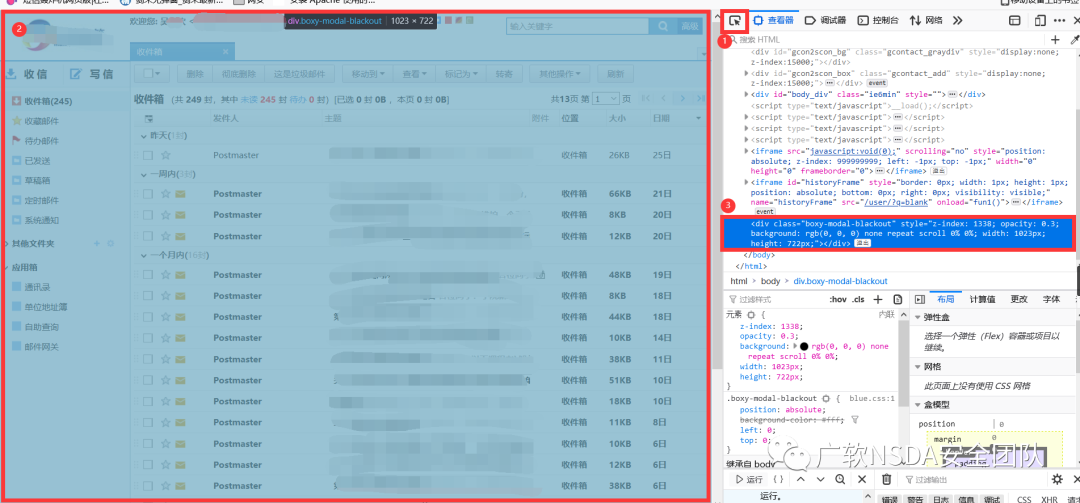 安装 Apache 使用的...
移动设备上的书签
欢迎您:
div.boxy-modal-blackout | 1023 × 722
输入关键字
高级
收件箱
收 信
写 信
删除
彻底删除
这是垃圾邮件
移动到
查看
标记为
转寄
其他操作
刷新
收件箱(245)
收藏邮件
待办邮件
已发送
草稿箱
定时邮件
系统通知
其他文件夹
应用箱
通讯录
单位地址簿
自助查询
邮件网关
收件箱 (共 249 封，其中 未读 245 封 待办 0 封) [已选 0 封 0B ，本页 0 封 0B]
共13页 第 1 页
发件人 主题 附件 位置 大小 日期
昨天(1封)
Postmaster 收件箱 26KB 25日
一周内(3封)
Postmaster 收件箱 66KB 21日
Postmaster 收件箱 8KB 20日
Postmaster 收件箱 12KB 20日
一个月内(16封)
Postmaster 收件箱 48KB 19日
Postmaster 收件箱 8KB 18日
Postmaster 收件箱 44KB 18日
Postmaster 收件箱 10KB 14日
Postmaster 收件箱 38KB 11日
Postmaster 收件箱 51KB 10日
Postmaster 收件箱 18KB 10日
Postmaster 收件箱 11KB 8日
Postmaster 收件箱 10KB 6日
Postmaster 收件箱 12KB 6日
Postmaster 收件箱 38KB 6日
1
2
3
查看器
调试器
控制台
网络
搜索 HTML
<div id="gcon2scon_bg" class="gcontact_graydiv" style="display:none;
z-index:15000;"></div>
<div id="gcon2scon_box" class="gcontact_add" style="display:none;
z-index:15000;"></div> event
<div id="body_div" class="ie6min" style=""></div>
<script type="text/javascript">__load();</script>
<script type="text/javascript"></script>
<script type="text/javascript"></script>
<script type="text/javascript"></script>
<iframe src="javascript:void(0);" scrolling="no" style="position:
absolute; z-index: 999999999; left: -1px; top: -1px;" width="0"
height="0" frameborder="0"></iframe> 溢出
<iframe id="historyFrame" style="border: 0px; width: 1px; height: 1px;
position: absolute; bottom: 0px; right: 0px; visibility: visible;"
name="historyFrame" src="/user/?q=blank" onload="fun1()"></iframe>
event
<div class="boxy-modal-blackout" style="z-index: 1338; opacity: 0.3;
background: rgb(0, 0, 0) none repeat scroll 0% 0%; width: 1023px;
height: 722px;"></div> 溢出
</body>
</html>
html › body › div.boxy-modal-blackout
过滤样式
:hov .cls
布局 计算值 更改 字体
元素 {
内联
z-index: 1338;
opacity: 0.3;
background: rgb(0, 0, 0) none
repeat scroll 0% 0%;
width: 1023px;
height: 722px;
}
.boxy-modal-blackout { blue.css:1
position: absolute;
background-color: #fff;
left: 0;
top: 0;
}
继承自 body
弹性盒
选择一个弹性（Flex）容器或项目以
继续。
网格
此页面上没有使用 CSS 网格
盒模型
position 0
margin 0
广软NSDA安全团队
运行
过滤输出
运行。
错误 警告 日志 信息 调试 CSS XHR